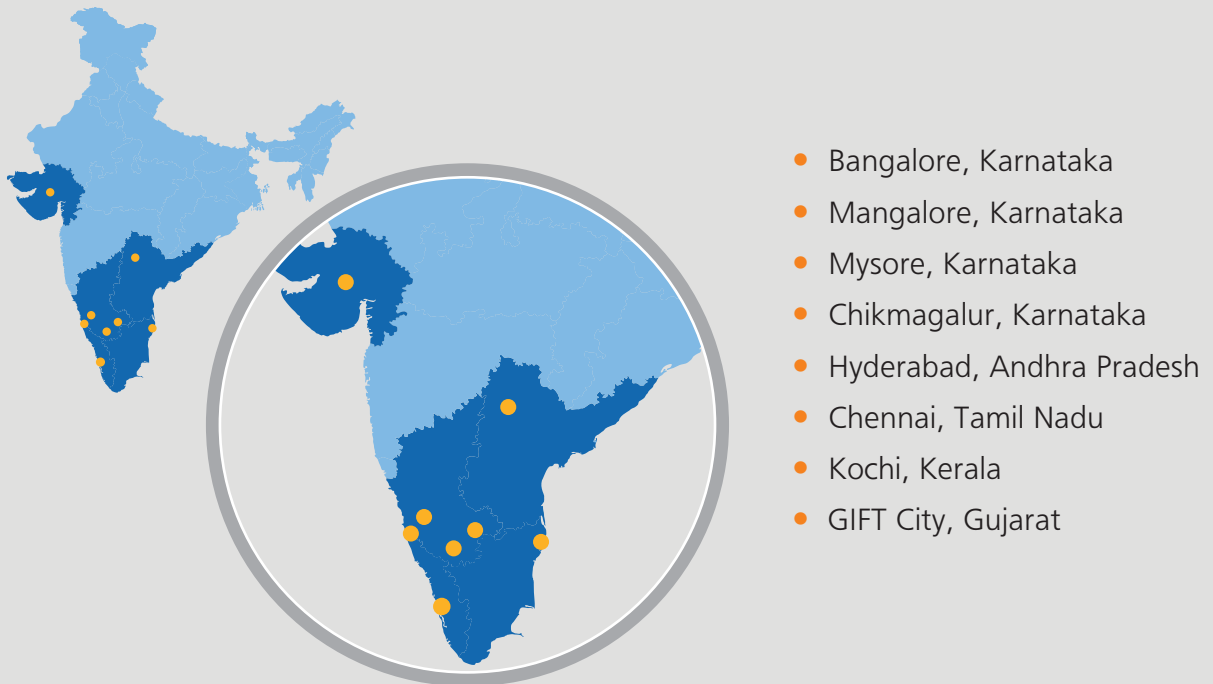 Bangalore, Karnataka
Mangalore, Karnataka
Mysore, Karnataka
Chikmagalur, Karnataka
Hyderabad, Andhra Pradesh
Chennai, Tamil Nadu
Kochi, Kerala
GIFT City, Gujarat